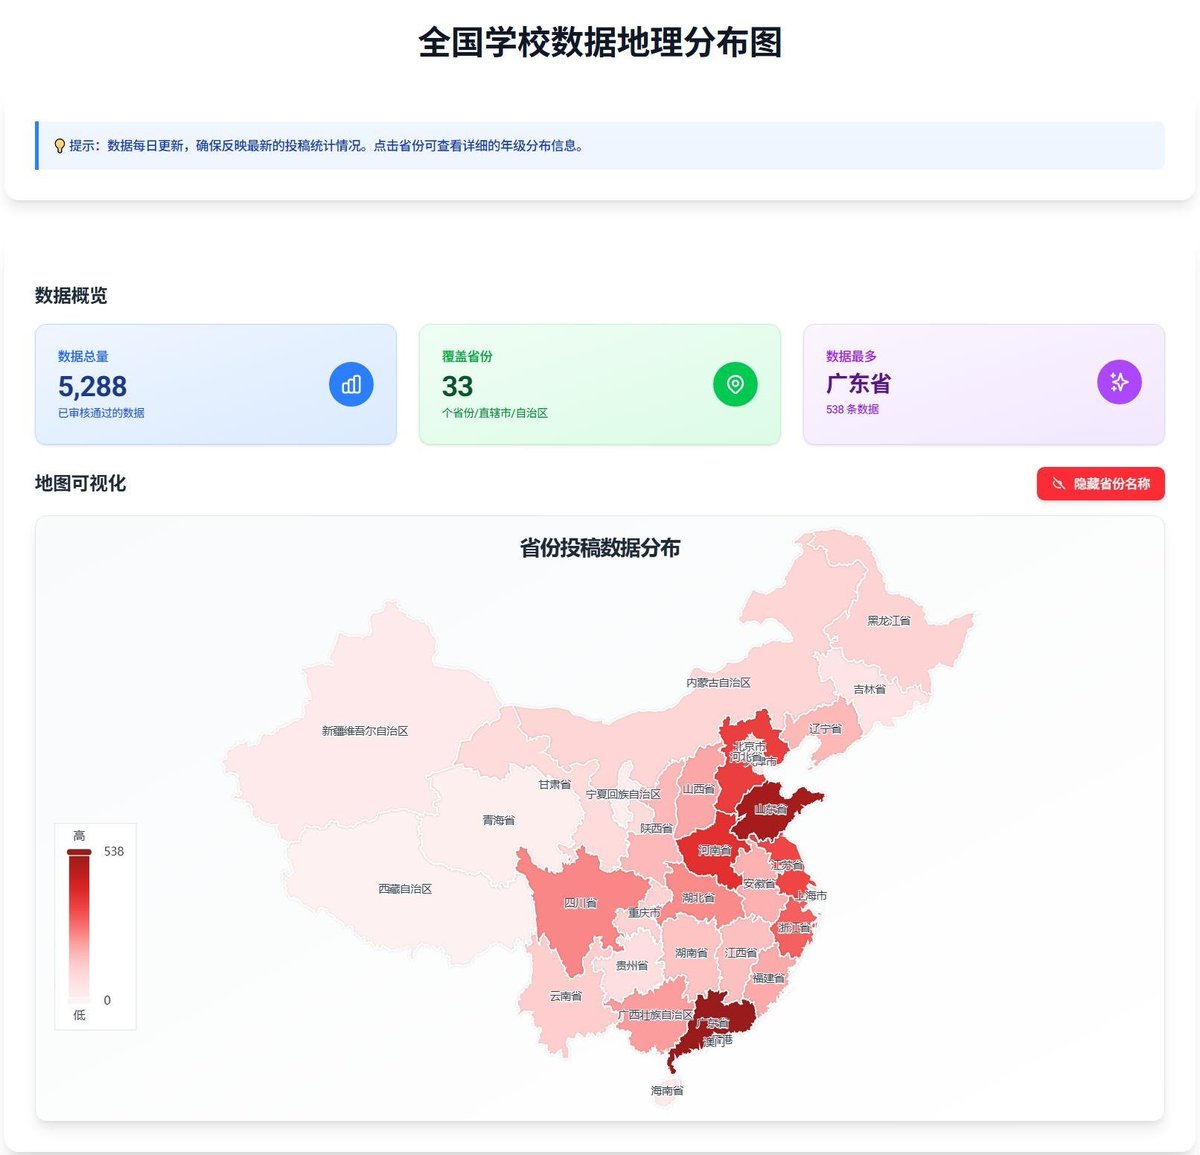 全国学校数据地理分布图
提示：数据每日更新，确保反映最新的投稿统计情况。点击省份可查看详细的年级分布信息。
数据概览
数据总量
5,288
已审核通过的数据
覆盖省份
33
个省份/直辖市/自治区
数据最多
广东省
538 条数据
地图可视化
隐藏省份名称
省份投稿数据分布
黑龙江省
内蒙古自治区
吉林省
新疆维吾尔自治区
辽宁省
北京市
河北省
天津市
甘肃省
宁夏回族自治区
山西省
山东省
青海省
陕西省
河南省
江苏省
安徽省
西藏自治区
四川省
湖北省
上海市
重庆市
浙江省
湖南省
江西省
贵州省
福建省
云南省
广西壮族自治区
广东省
香港
澳门
海南省
高
538
0
低